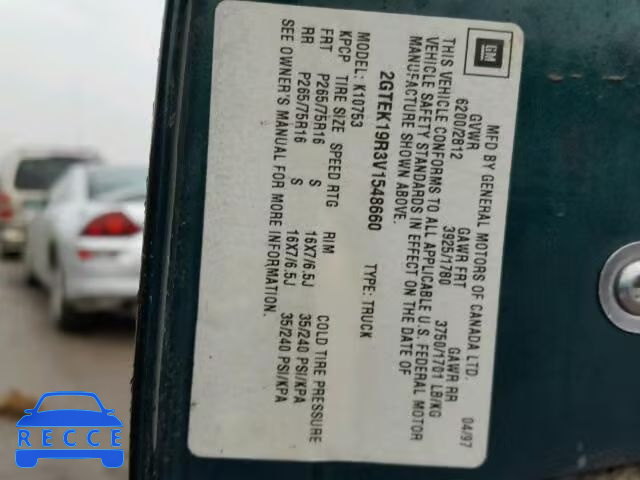 GM
MFD BY GENERAL MOTORS OF CANADA LTD. 04/97
GVWR GAWR FRT GAWR RR
6200/2812 3925/1780 3750/1701 LB/KG
THIS VEHICLE CONFORMS TO ALL APPLICABLE U.S. FEDERAL MOTOR
VEHICLE SAFETY STANDARDS IN EFFECT ON THE DATE OF
MANUFACTURE SHOWN ABOVE.
2GTEK19R3V1548660 TYPE: TRUCK
MODEL: K10753
KPCP TIRE SIZE SPEED RTG RIM COLD TIRE PRESSURE
FRT P265/75R16 S 16X7/6.5J 35/240 PSI/KPA
RR P265/75R16 S 16X7/6.5J 35/240 PSI/KPA
SEE OWNER'S MANUAL FOR MORE INFORMATION.
RECCE